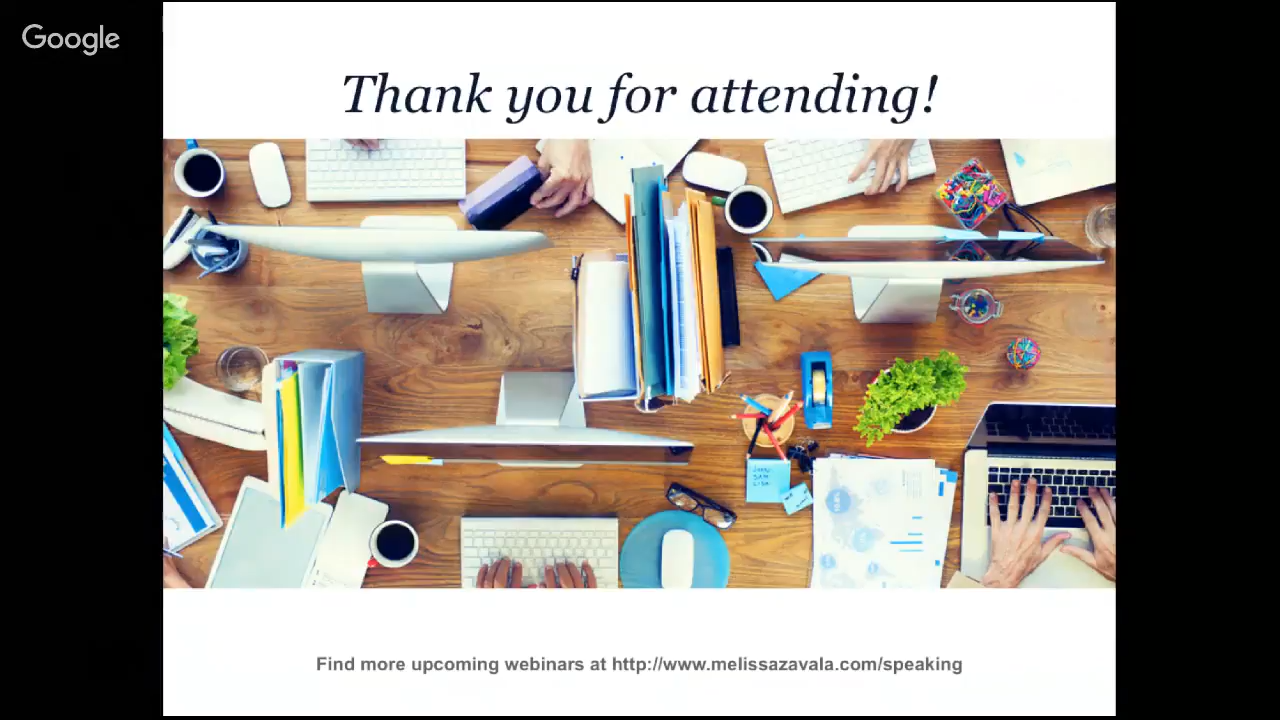 Google
Thank you for attending!
Find more upcoming webinars at http://www.melissazavala.com/speaking